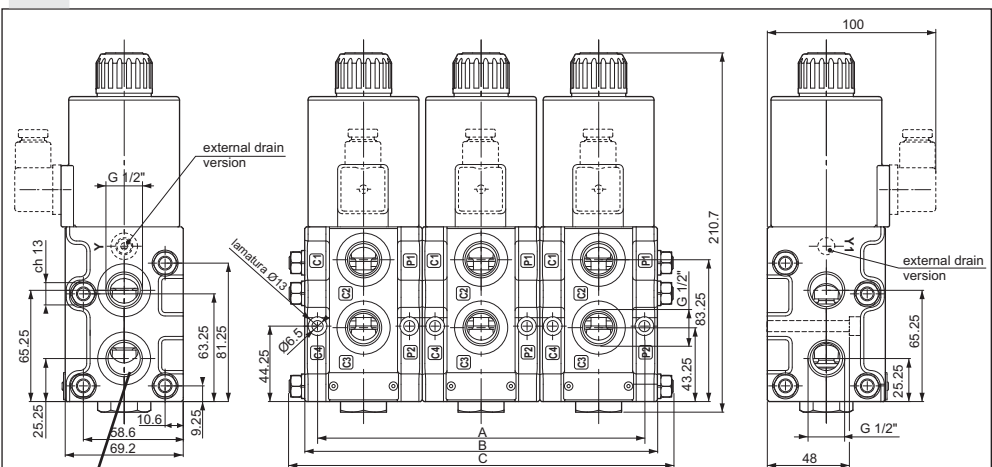 100
external drain
version
G 1/2"
Y
ch 13
65.25
25.25
63.25
81.25
9.25
10.6
58.6
69.2
lamatura Ø13
Ø6.5
44.25
C1
P1
C1
P1
C1
P1
C2
C2
C2
C4
P2
C4
P2
C4
P2
C3
C3
C3
A
B
C
G 1/2"
43.25
83.25
210.7
Y1
external drain
version
65.25
25.25
G 1/2"
48